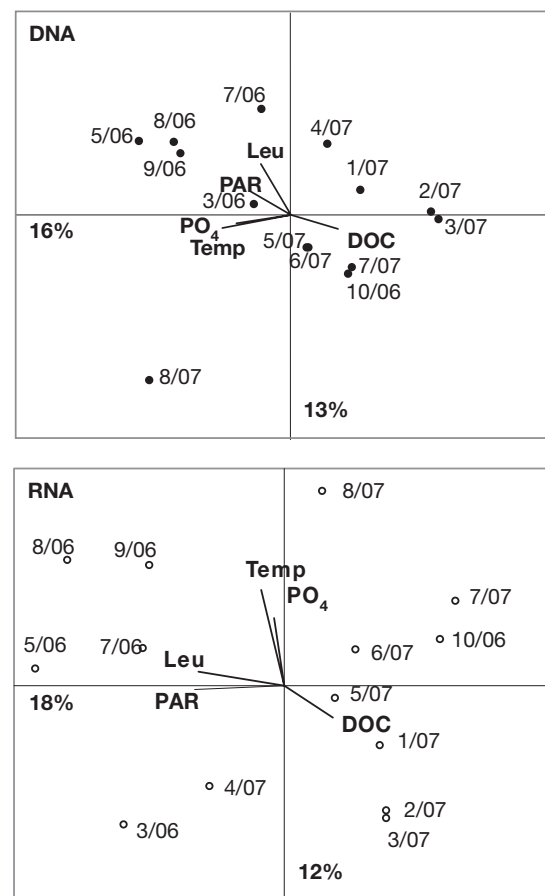 DNA
7/06
4/07
5/06
8/06
9/06
Leu
1/07
PAR
3/06
2/07
3/07
16%
PO4
Temp
5/07
6/07
DOC
7/07
10/06
8/07
13%
RNA
8/07
8/06
9/06
Temp
PO4
7/07
10/06
5/06
7/06
6/07
Leu
18%
PAR
5/07
DOC
1/07
4/07
3/06
2/07
3/07
12%